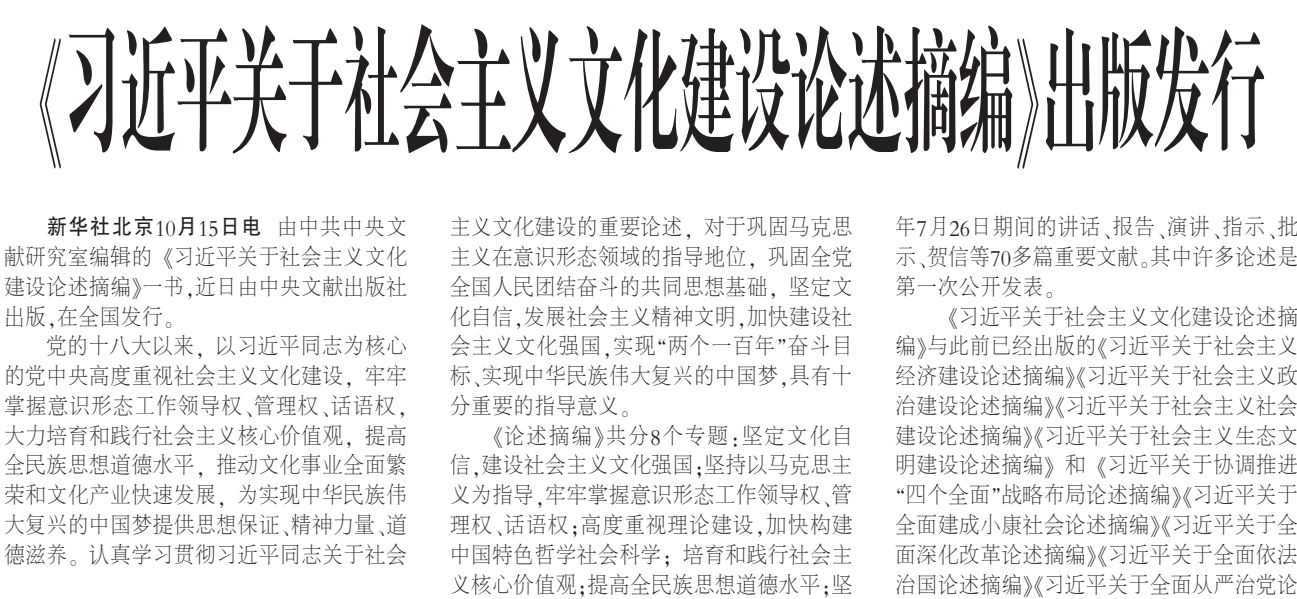 《习近平关于社会主义文化建设论述摘编》出版发行
新华社北京10月15日电 由中共中央文
献研究室编辑的《习近平关于社会主义文化
建设论述摘编》一书,近日由中央文献出版社
出版,在全国发行。
党的十八大以来，以习近平同志为核心
的党中央高度重视社会主义文化建设，牢牢
掌握意识形态工作领导权、管理权、话语权，
大力培育和践行社会主义核心价值观，提高
全民族思想道德水平，推动文化事业全面繁
荣和文化产业快速发展，为实现中华民族伟
大复兴的中国梦提供思想保证、精神力量、道
德滋养。认真学习贯彻习近平同志关于社会
主义文化建设的重要论述，对于巩固马克思
主义在意识形态领域的指导地位，巩固全党
全国人民团结奋斗的共同思想基础，坚定文
化自信,发展社会主义精神文明,加快建设社
会主义文化强国,实现“两个一百年”奋斗目
标、实现中华民族伟大复兴的中国梦,具有十
分重要的指导意义。
《论述摘编》共分8个专题:坚定文化自
信,建设社会主义文化强国;坚持以马克思主
义为指导,牢牢掌握意识形态工作领导权、管
理权、话语权;高度重视理论建设,加快构建
中国特色哲学社会科学；培育和践行社会主
义核心价值观;提高全民族思想道德水平;坚
年7月26日期间的讲话、报告、演讲、指示、批
示、贺信等70多篇重要文献。其中许多论述是
第一次公开发表。
《习近平关于社会主义文化建设论述摘
编》与此前已经出版的《习近平关于社会主义
经济建设论述摘编》《习近平关于社会主义政
治建设论述摘编》《习近平关于社会主义社会
建设论述摘编》《习近平关于社会主义生态文
明建设论述摘编》和《习近平关于协调推进
“四个全面”战略布局论述摘编》《习近平关于
全面建成小康社会论述摘编》《习近平关于全
面深化改革论述摘编》《习近平关于全面依法
治国论述摘编》《习近平关于全面从严治党论